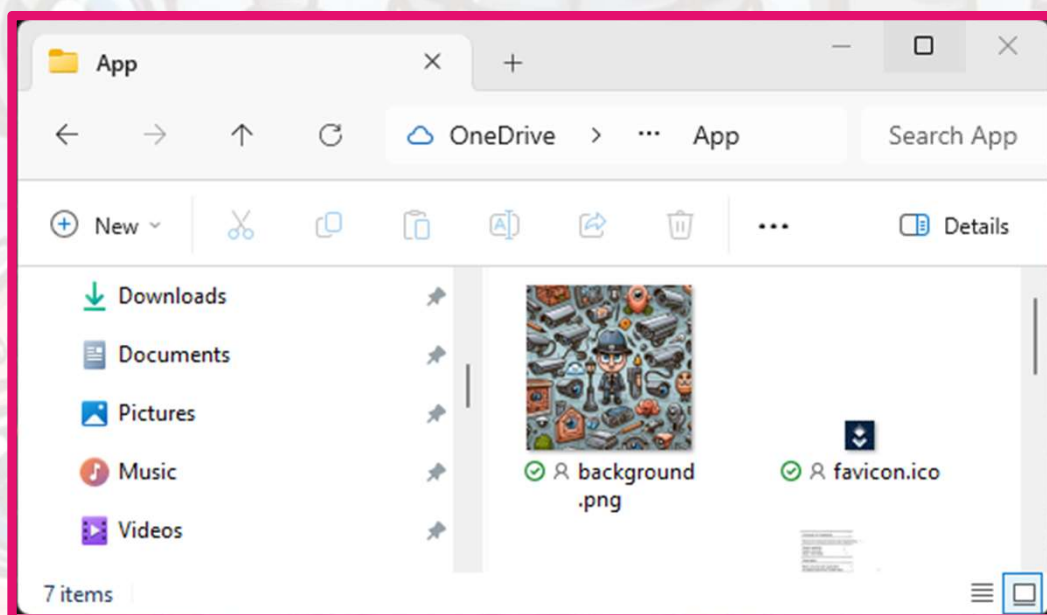 App
OneDrive > ··· App
Search App
New
Details
Downloads
Documents
Pictures
Music
Videos
background
.png
favicon.ico
7 items